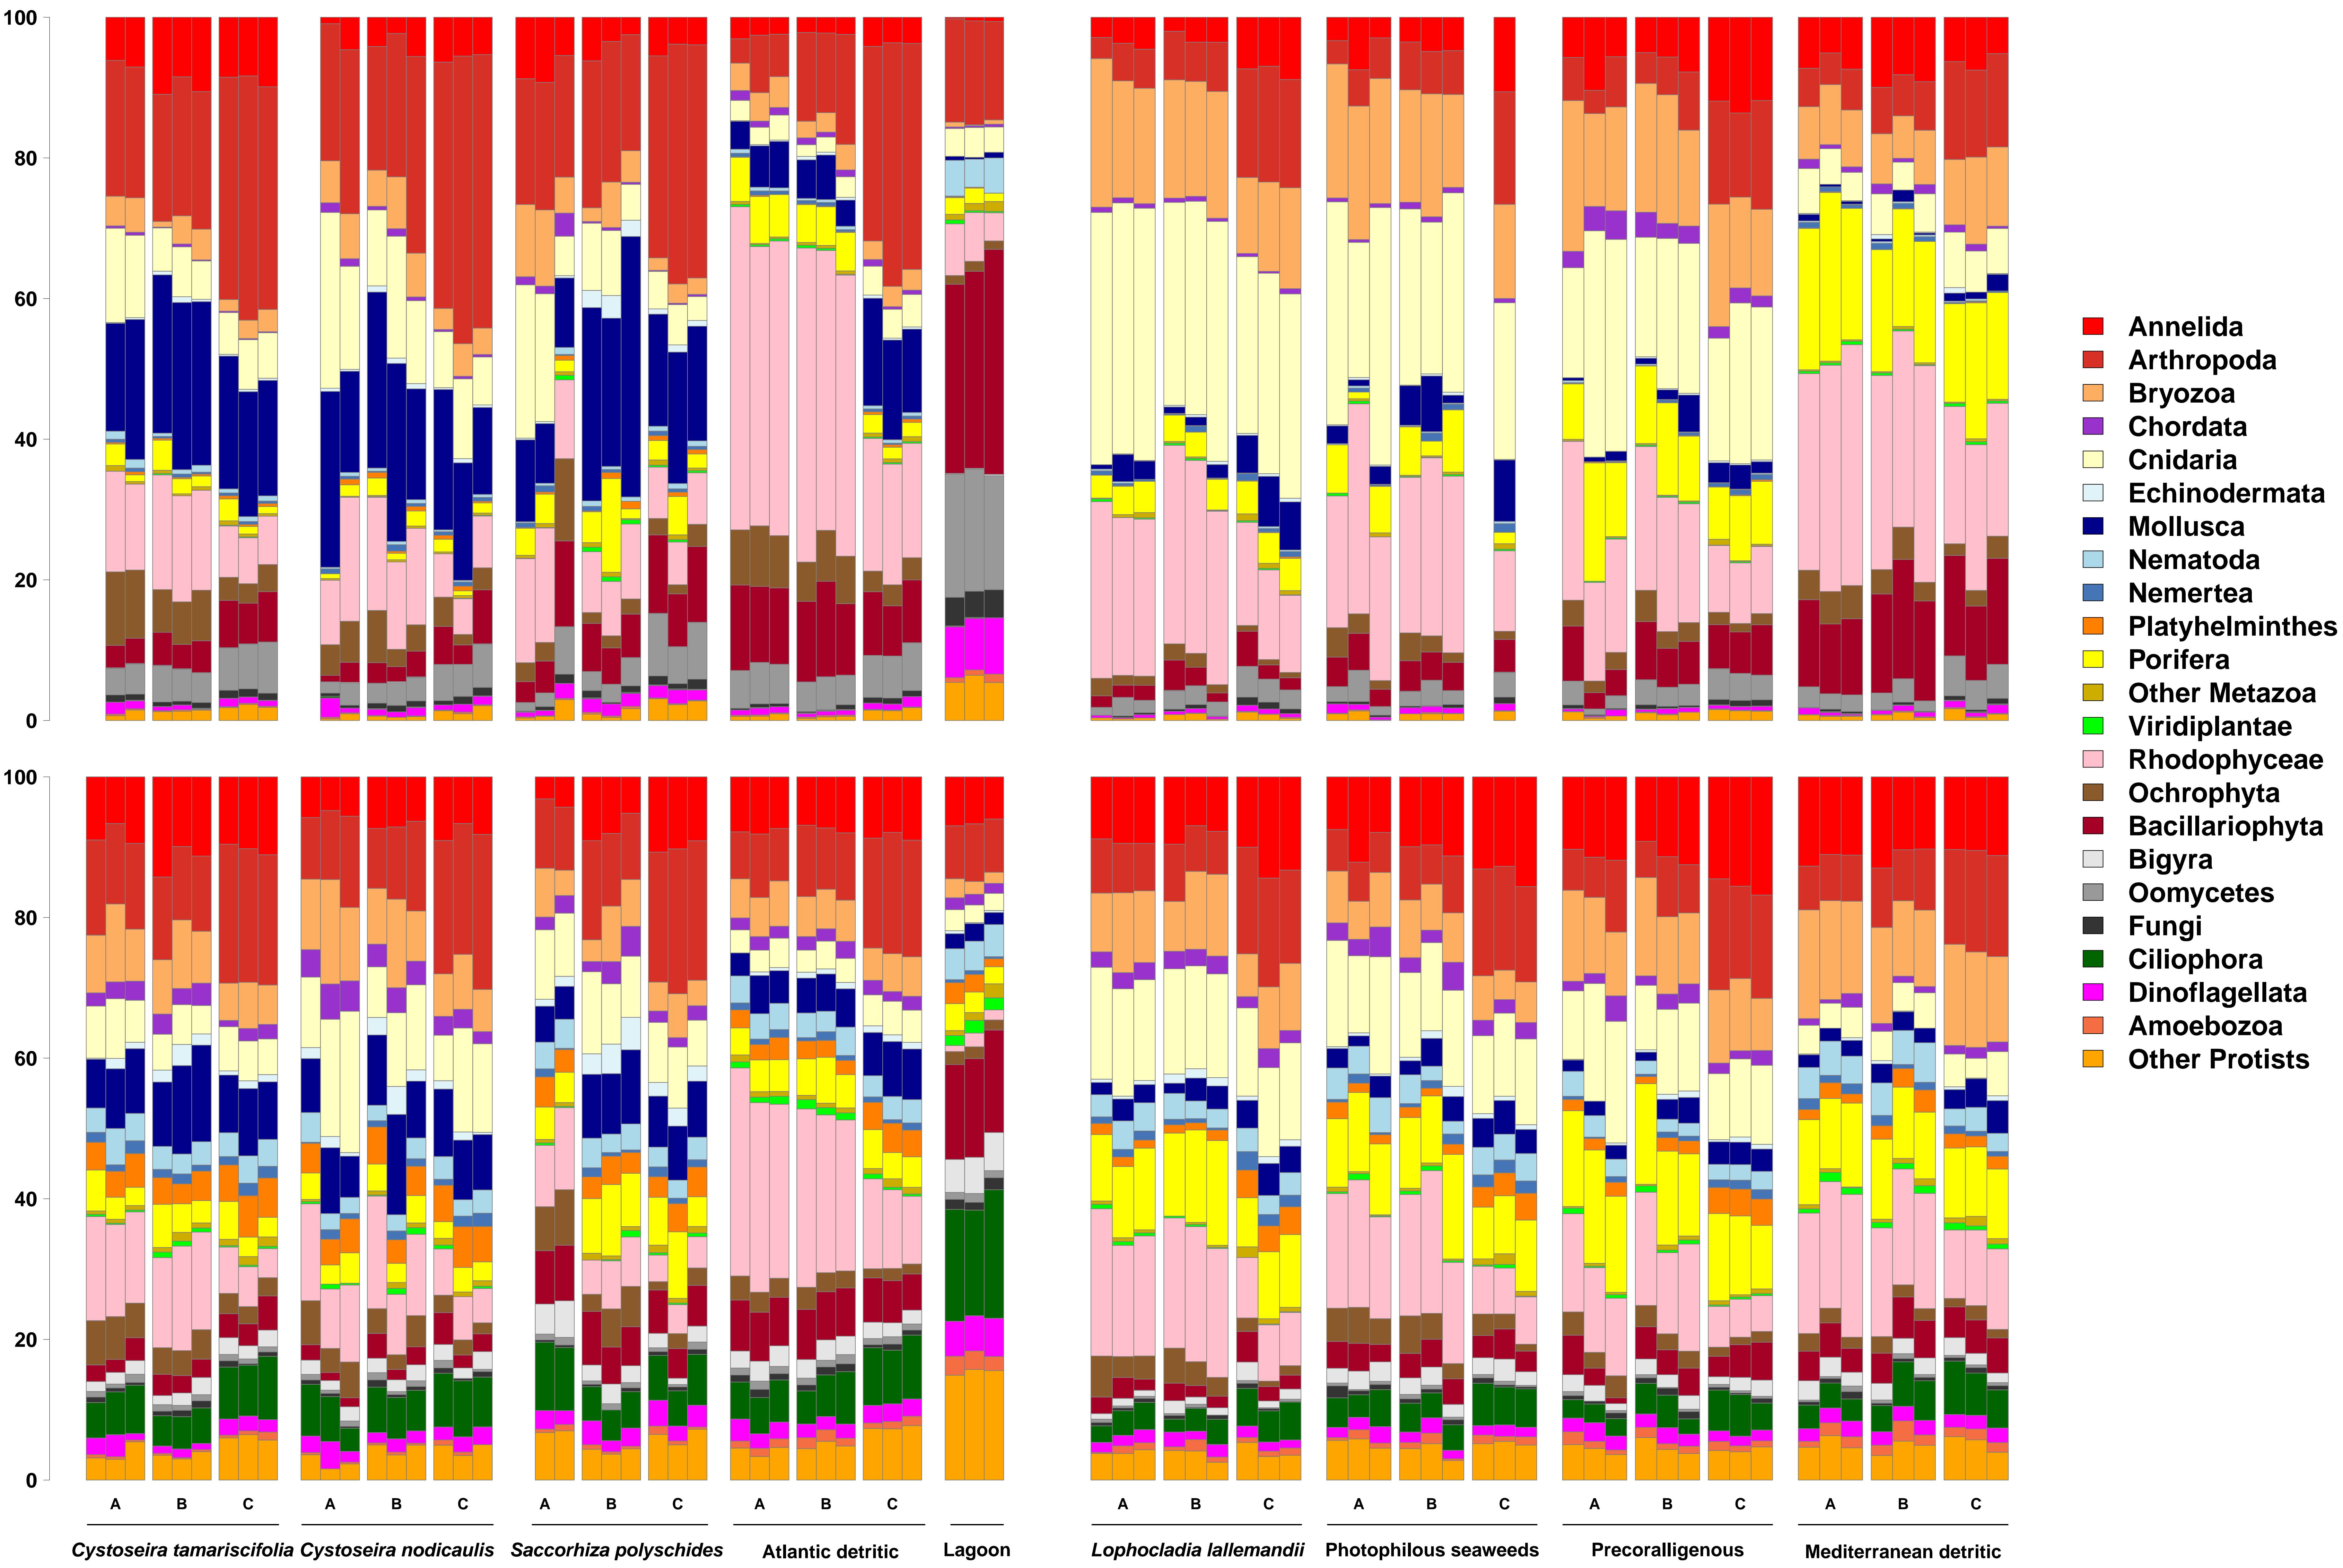 100
80
60
40
20
0
100
80
60
40
20
0
Annelida
Arthropoda
Bryozoa
Chordata
Cnidaria
Echinodermata
Mollusca
Nematoda
Nemertea
Platyhelminthes
Porifera
Other Metazoa
Viridiplantae
Rhodophyceae
Ochrophyta
Bacillariophyta
Bigyra
Oomycetes
Fungi
Ciliophora
Dinoflagellata
Amoebozoa
Other Protists
A B C A B C A B C A B C A B C A B C A B C A B C
Cystoseira tamariscifolia Cystoseira nodicaulis Saccorhiza polyschides Atlantic detritic Lagoon Lophocladia lallemandii Photophilous seaweeds Precoralligenous Mediterranean detritic